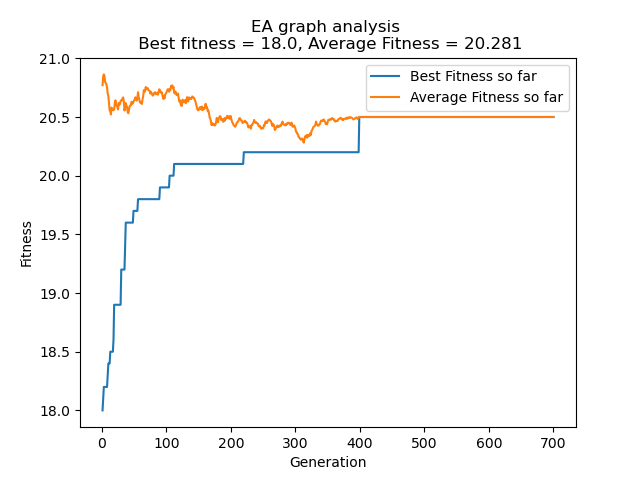 EA graph analysis
Best fitness = 18.0, Average Fitness = 20.281
Best Fitness so far
Average Fitness so far
Fitness
21.0
20.5
20.0
19.5
19.0
18.5
18.0
0 100 200 300 400 500 600 700
Generation